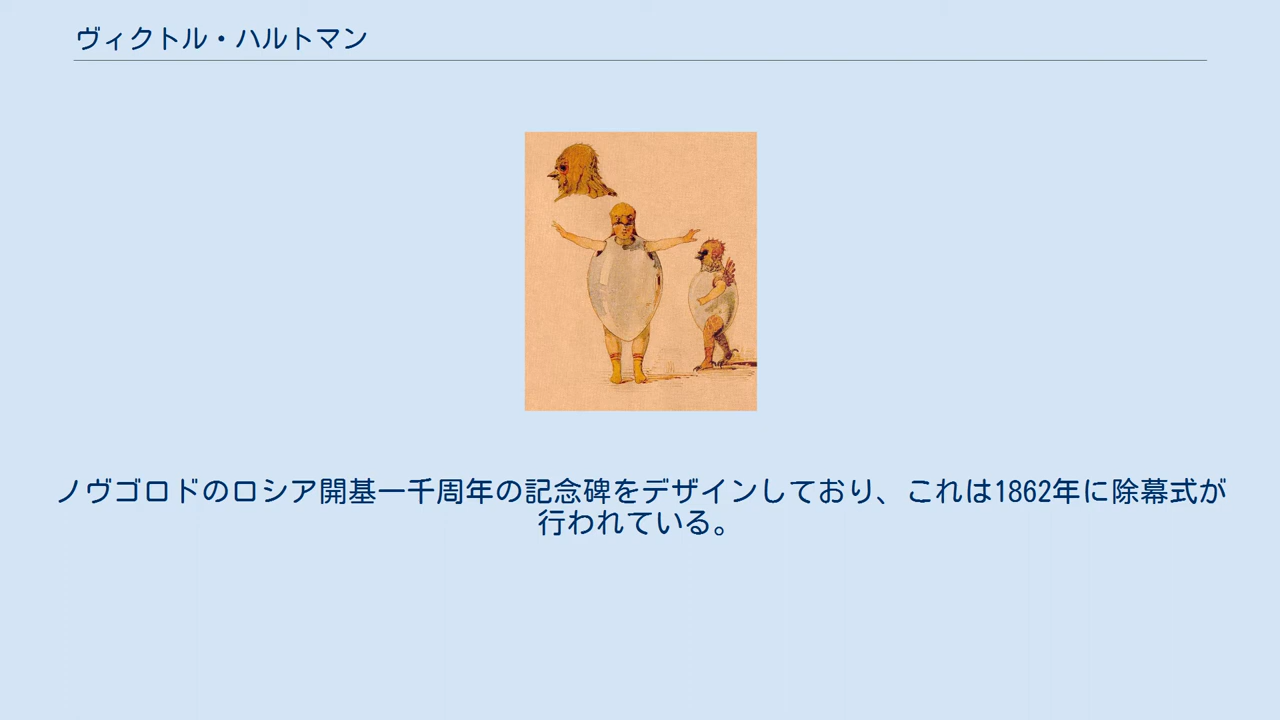 ヴィクトル・ハルトマン
ノヴゴロドのロシア開基一千周年の記念碑をデザインしており、これは1862年に除幕式が
行われている。